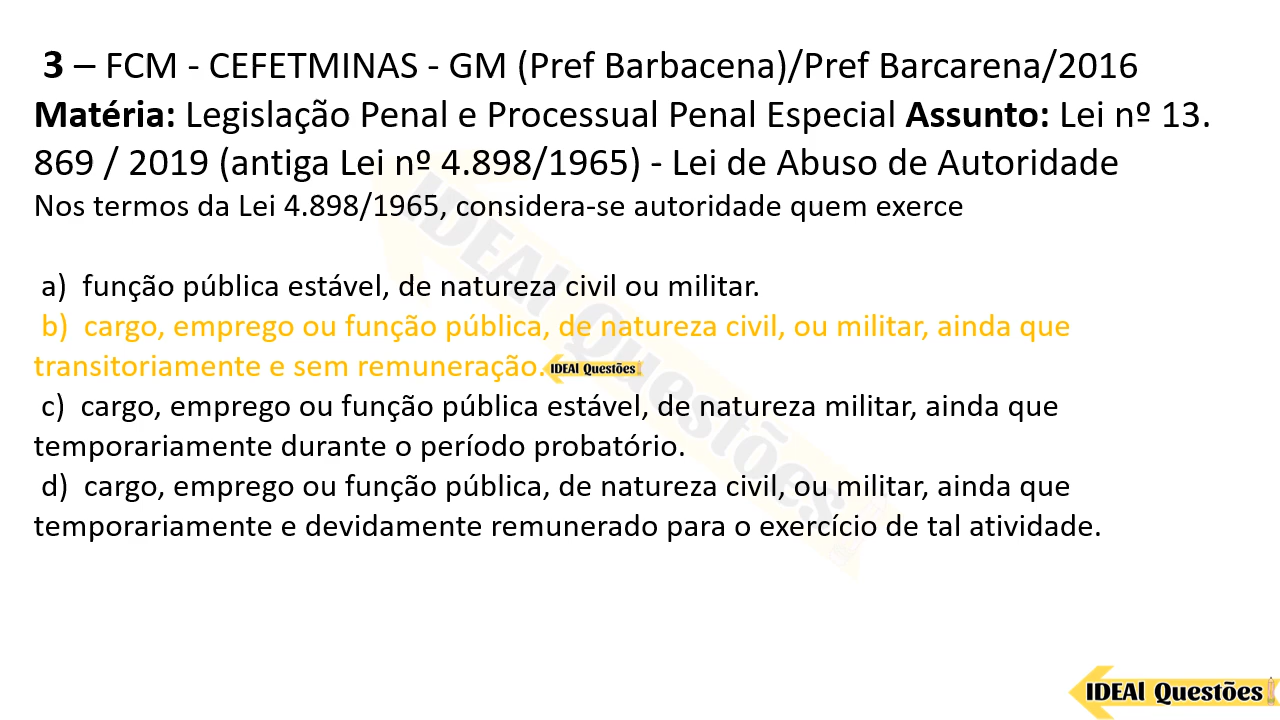 3 – FCM - CEFETMINAS - GM (Pref Barbacena)/Pref Barcarena/2016
Matéria: Legislação Penal e Processual Penal Especial Assunto: Lei nº 13.
869 / 2019 (antiga Lei nº 4.898/1965) - Lei de Abuso de Autoridade
Nos termos da Lei 4.898/1965, considera-se autoridade quem exerce
a) função pública estável, de natureza civil ou militar.
b) cargo, emprego ou função pública, de natureza civil, ou militar, ainda que
transitoriamente e sem remuneração. IDEAl Questões
c) cargo, emprego ou função pública estável, de natureza militar, ainda que
temporariamente durante o período probatório.
d) cargo, emprego ou função pública, de natureza civil, ou militar, ainda que
temporariamente e devidamente remunerado para o exercício de tal atividade.
IDEAl Questões
IDEAl Questões